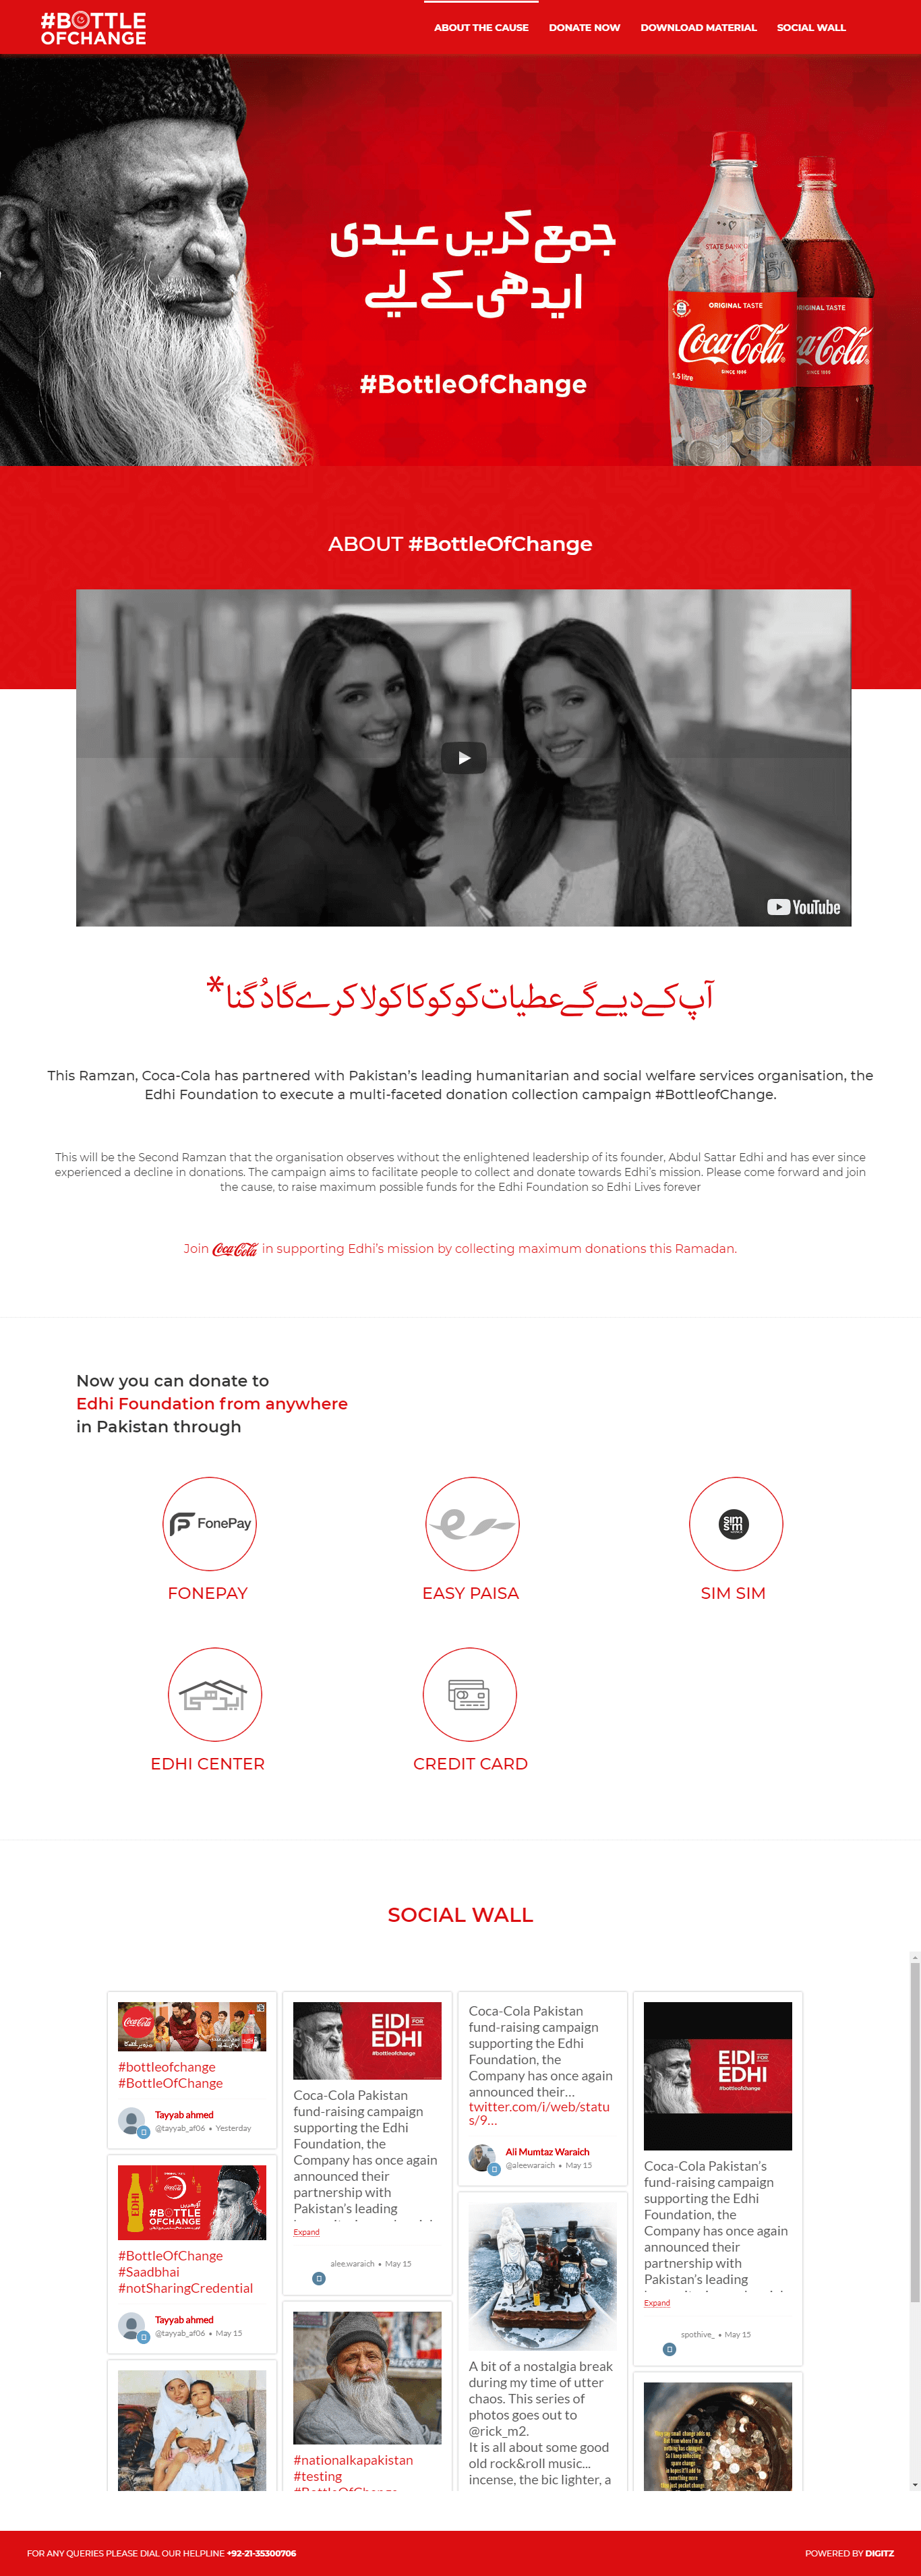 #BOTTLE
OFCHANGE
ABOUT THE CAUSE
DONATE NOW
DOWNLOAD MATERIAL
SOCIAL WALL
جمع کریں عیدی
ایدھی کے لیے
#BottleOfChange
STATE BANK
ORIGINAL TASTE
Coca-Cola
SINCE 1886
1.5 litre
ORIGINAL TASTE
Coca-Cola
SINCE 1886
ABOUT #BottleOfChange
YouTube
آپ کے دیے گے عطیات کو کوکا کولا کرے گا دُگنا*
This Ramzan, Coca-Cola has partnered with Pakistan’s leading humanitarian and social welfare services organisation, the
Edhi Foundation to execute a multi-faceted donation collection campaign #BottleofChange.
This will be the Second Ramzan that the organisation observes without the enlightened leadership of its founder, Abdul Sattar Edhi and has ever since
experienced a decline in donations. The campaign aims to facilitate people to collect and donate towards Edhi’s mission. Please come forward and join
the cause, to raise maximum possible funds for the Edhi Foundation so Edhi Lives forever
Join Coca-Cola in supporting Edhi’s mission by collecting maximum donations this Ramadan.
Now you can donate to
Edhi Foundation from anywhere
in Pakistan through
FonePay
FONEPAY
EASY PAISA
SIM SIM
SIM SIM
ایدھی
EDHI CENTER
CREDIT CARD
SOCIAL WALL
Coca-Cola
#bottleofchange
#BottleOfChange
Tayyab ahmed
@tayyab_af06 • Yesterday
#BOTTLE
OFCHANGE
#BottleOfChange
#Saadbhai
#notSharingCredential
Tayyab ahmed
@tayyab_af06 • May 15
EIDI FOR
EDHI
#bottleofchange
Coca-Cola Pakistan
fund-raising campaign
supporting the Edhi
Foundation, the
Company has once again
announced their
partnership with
Pakistan’s leading
Expand
alee.waraich • May 15
#nationalkapakistan
#testing
#BottleOfChange
Coca-Cola Pakistan
fund-raising campaign
supporting the Edhi
Foundation, the
Company has once again
announced their…
twitter.com/i/web/statu
s/9…
Ali Mumtaz Waraich
@aleewaraich • May 15
A bit of a nostalgia break
during my time of utter
chaos. This series of
photos goes out to
@rick_m2.
It is all about some good
old rock&roll music...
incense, the bic lighter, a
EIDI FOR
EDHI
#bottleofchange
Coca-Cola Pakistan’s
fund-raising campaign
supporting the Edhi
Foundation, the
Company has once again
announced their
partnership with
Pakistan’s leading
Expand
spothive_ • May 15
FOR ANY QUERIES PLEASE DIAL OUR HELPLINE +92-21-35300706
POWERED BY DIGITZ